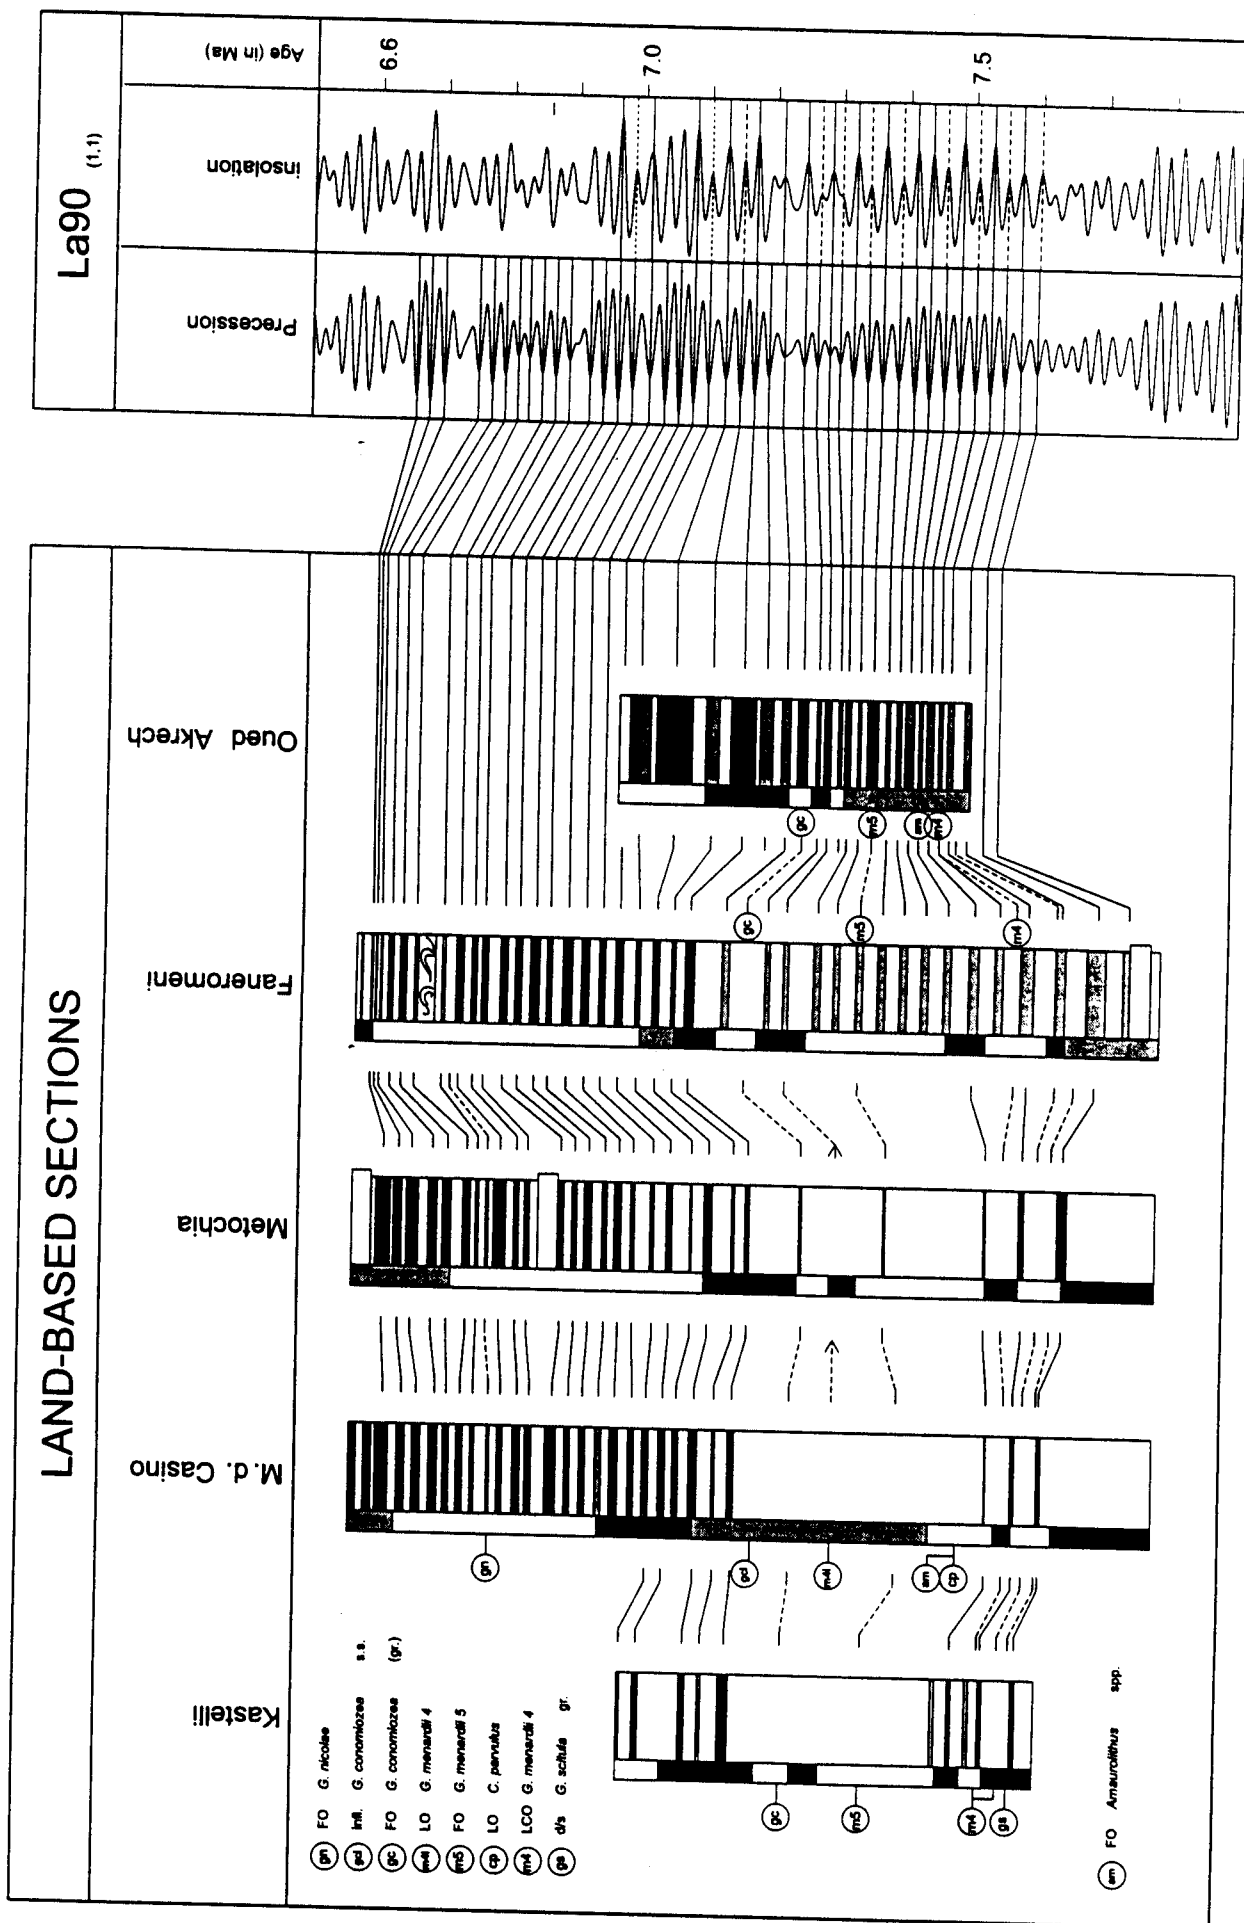 LAND-BASED SECTIONS
Kastelli
M.d. Casino
Metochia
Faneromeni
Oued Akrech
La90 (1,1)
Precession
insolation
Age (in Ma)
6.6
7.0
7.5
gn FO G. nicolae
gd infl. G. conomiozea s.s.
gc FO G. conomiozea (gr.)
m4l LO G. menardii 4
m5 FO G. menardii 5
cp LO C. parvulus
m4 LCO G. menardii 4
gs d/s G. scitula gr.
am FO Amaurolithus spp.
gc
m5
m4
gs
gn
gd
m4l
am
cp
gc
m5
m4
gc
m5
am
m4